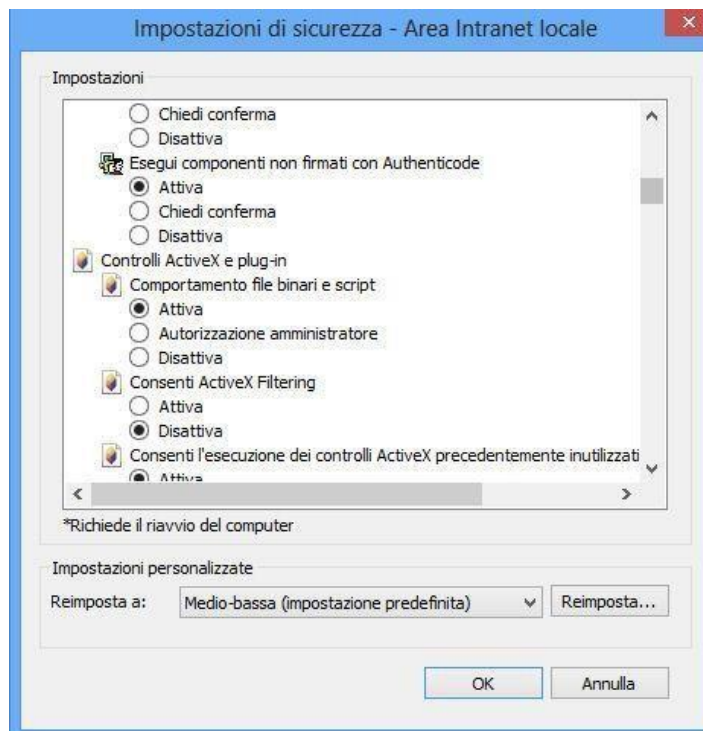 Impostazioni di sicurezza - Area Intranet locale
Impostazioni
Chiedi conferma
Disattiva
Esegui componenti non firmati con Authenticode
Attiva
Chiedi conferma
Disattiva
Controlli ActiveX e plug-in
Comportamento file binari e script
Attiva
Autorizzazione amministratore
Disattiva
Consenti ActiveX Filtering
Attiva
Disattiva
Consenti l'esecuzione dei controlli ActiveX precedentemente inutilizzati
Attiva
*Richiede il riavvio del computer
Impostazioni personalizzate
Reimposta a:
Medio-bassa (impostazione predefinita)
Reimposta...
OK
Annulla